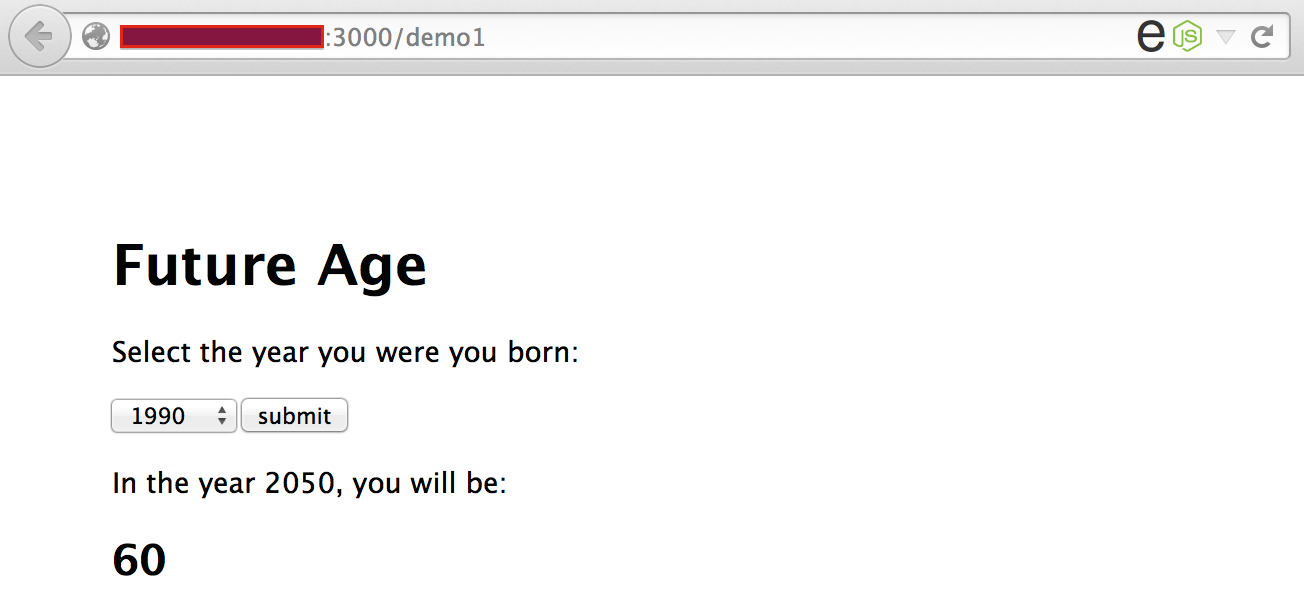 :3000/demo1 e JS
Future Age
Select the year you were you born:
1990 submit
In the year 2050, you will be:
60